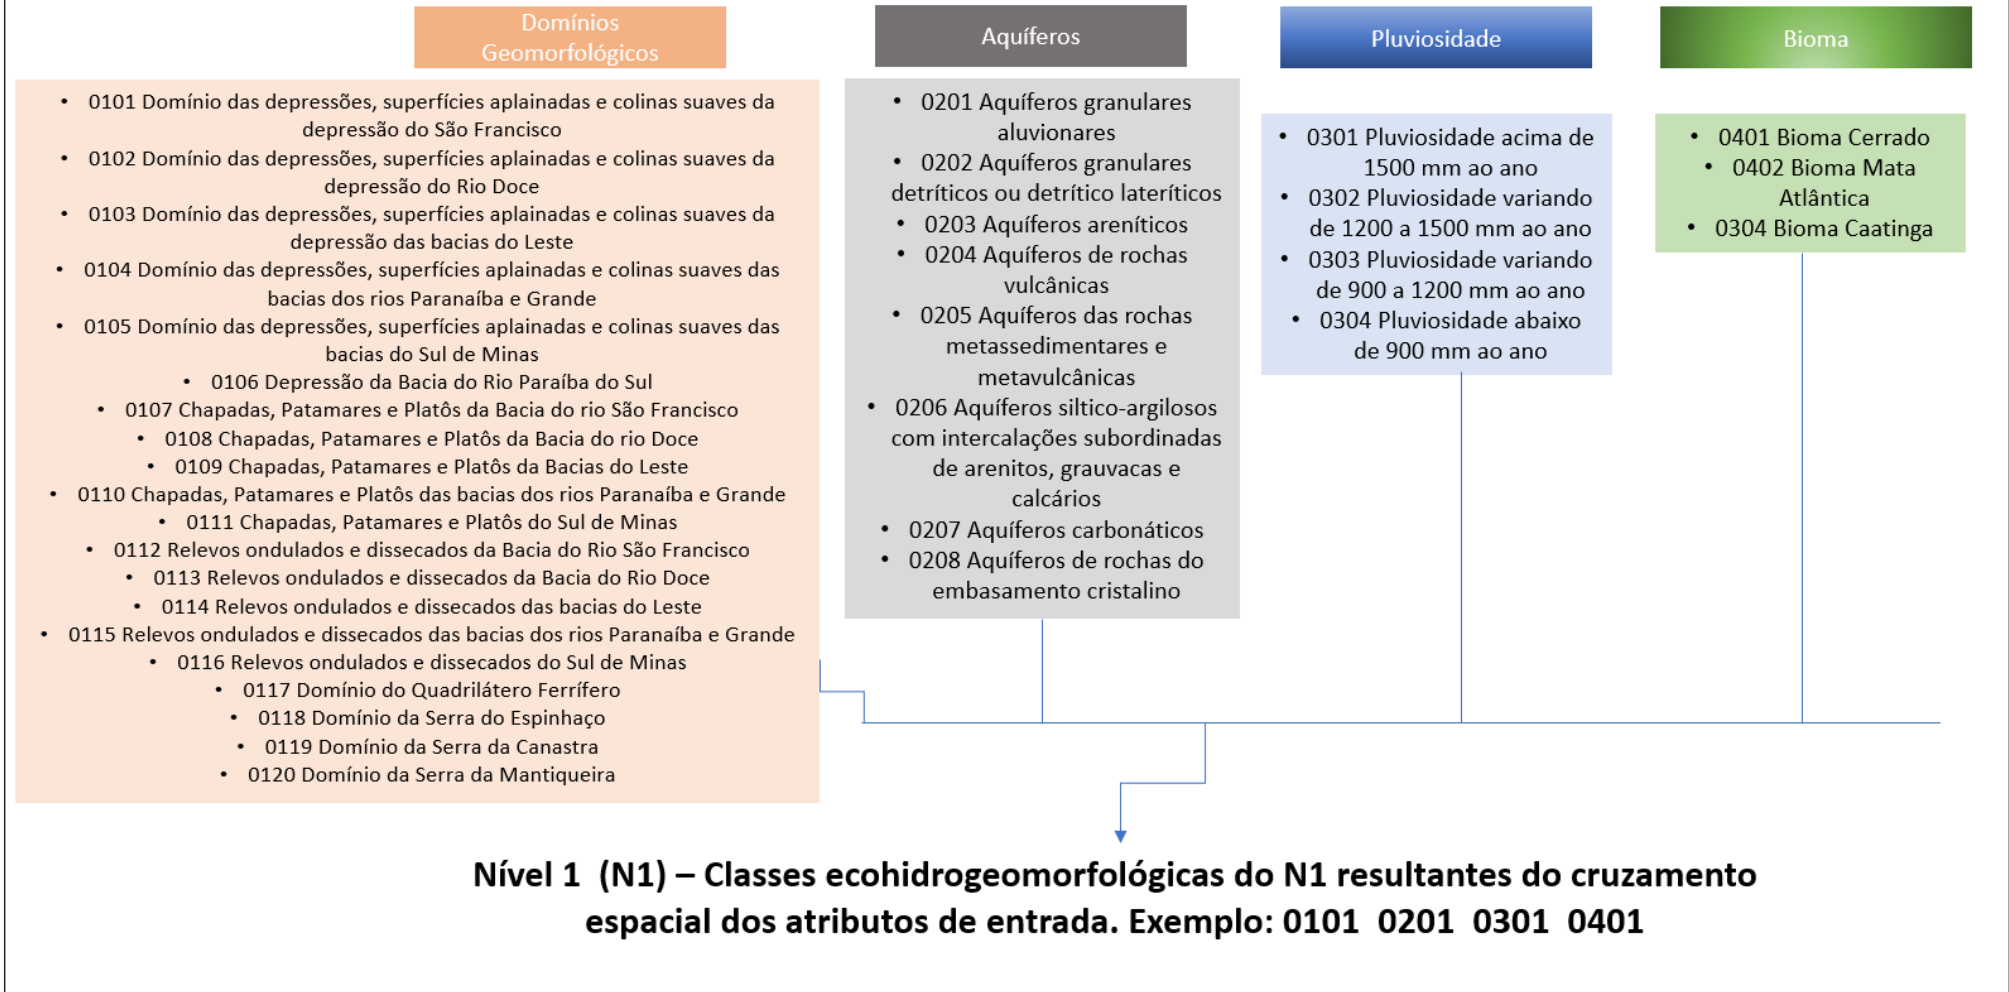 Domínios
Geomorfológicos
• 0101 Domínio das depressões, superfícies aplainadas e colinas suaves da
depressão do São Francisco
• 0102 Domínio das depressões, superfícies aplainadas e colinas suaves da
depressão do Rio Doce
• 0103 Domínio das depressões, superfícies aplainadas e colinas suaves da
depressão das bacias do Leste
• 0104 Domínio das depressões, superfícies aplainadas e colinas suaves das
bacias dos rios Paranaíba e Grande
• 0105 Domínio das depressões, superfícies aplainadas e colinas suaves das
bacias do Sul de Minas
• 0106 Depressão da Bacia do Rio Paraíba do Sul
• 0107 Chapadas, Patamares e Platôs da Bacia do rio São Francisco
• 0108 Chapadas, Patamares e Platôs da Bacia do rio Doce
• 0109 Chapadas, Patamares e Platôs da Bacias do Leste
• 0110 Chapadas, Patamares e Platôs das bacias dos rios Paranaíba e Grande
• 0111 Chapadas, Patamares e Platôs do Sul de Minas
• 0112 Relevos ondulados e dissecados da Bacia do Rio São Francisco
• 0113 Relevos ondulados e dissecados da Bacia do Rio Doce
• 0114 Relevos ondulados e dissecados das bacias do Leste
• 0115 Relevos ondulados e dissecados das bacias dos rios Paranaíba e Grande
• 0116 Relevos ondulados e dissecados do Sul de Minas
• 0117 Domínio do Quadrilátero Ferrífero
• 0118 Domínio da Serra do Espinhaço
• 0119 Domínio da Serra da Canastra
• 0120 Domínio da Serra da Mantiqueira
Aquíferos
• 0201 Aquíferos granulares
aluvionares
• 0202 Aquíferos granulares
detríticos ou detrítico lateríticos
• 0203 Aquíferos areníticos
• 0204 Aquíferos de rochas
vulcânicas
• 0205 Aquíferos das rochas
metassedimentares e
metavulcânicas
• 0206 Aquíferos siltico-argilosos
com intercalações subordinadas
de arenitos, grauvacas e
calcários
• 0207 Aquíferos carbonáticos
• 0208 Aquíferos de rochas do
embasamento cristalino
Pluviosidade
• 0301 Pluviosidade acima de
1500 mm ao ano
• 0302 Pluviosidade variando
de 1200 a 1500 mm ao ano
• 0303 Pluviosidade variando
de 900 a 1200 mm ao ano
• 0304 Pluviosidade abaixo
de 900 mm ao ano
Bioma
• 0401 Bioma Cerrado
• 0402 Bioma Mata
Atlântica
• 0304 Bioma Caatinga
Nível 1 (N1) – Classes ecohidrogeomorfológicas do N1 resultantes do cruzamento
espacial dos atributos de entrada. Exemplo: 0101 0201 0301 0401